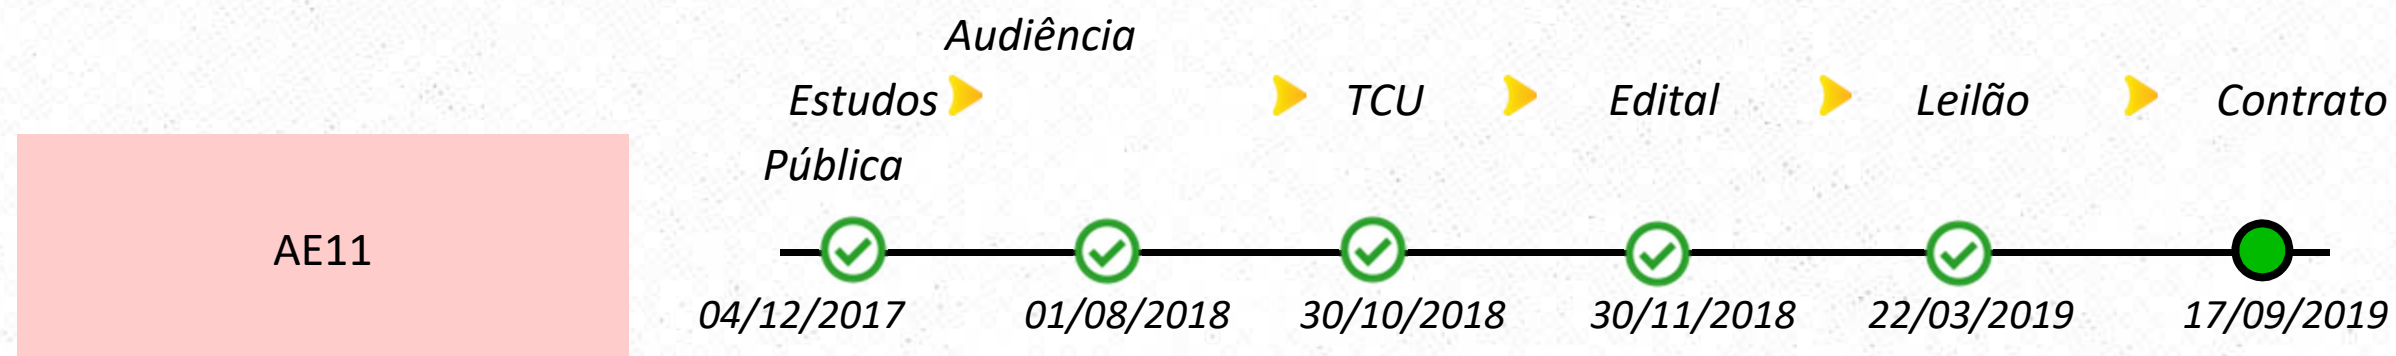 Audiência
Estudos TCU Edital Leilão Contrato
Pública
AE11
04/12/2017 01/08/2018 30/10/2018 30/11/2018 22/03/2019 17/09/2019